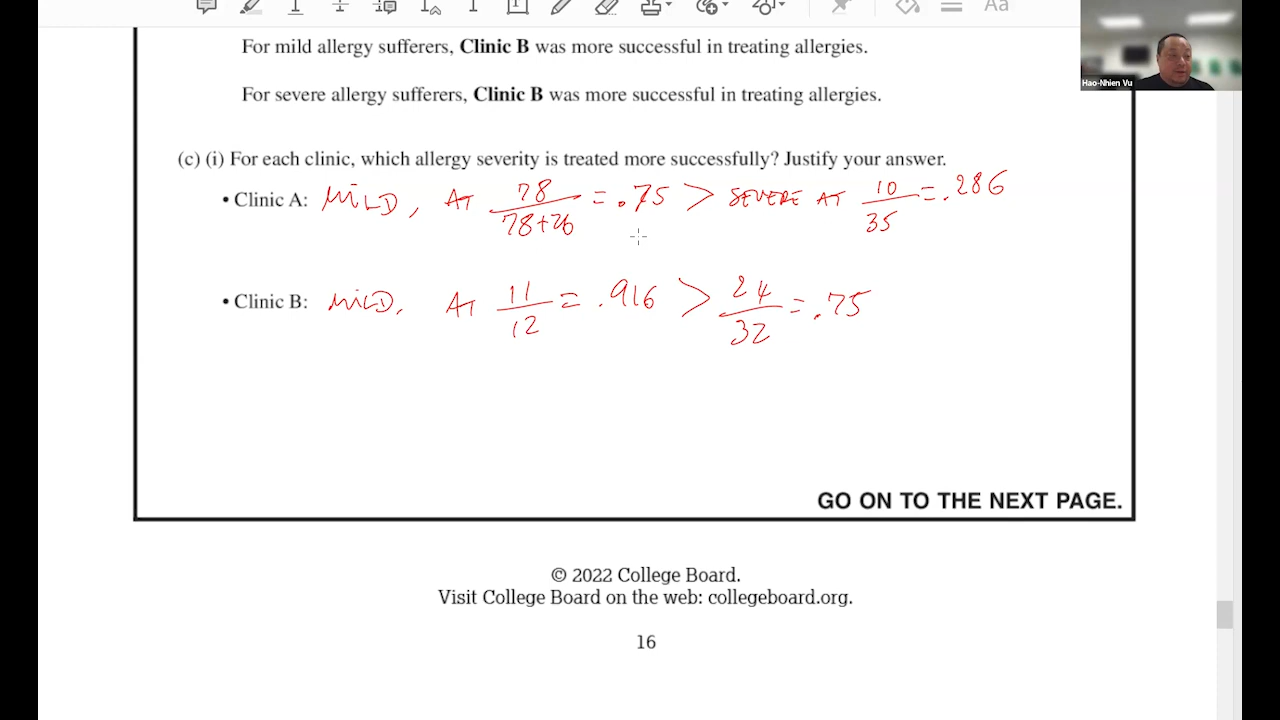 Aa
Hao-Nhien Vu
For mild allergy sufferers, Clinic B was more successful in treating allergies.
For severe allergy sufferers, Clinic B was more successful in treating allergies.
(c) (i) For each clinic, which allergy severity is treated more successfully? Justify your answer.
• Clinic A: MILD, AT 78/78+26 = .75 > SEVERE AT 10/35 = .286
• Clinic B: MILD, AT 11/12 = .916 > 24/32 = .75
GO ON TO THE NEXT PAGE.
© 2022 College Board.
Visit College Board on the web: collegeboard.org.
16